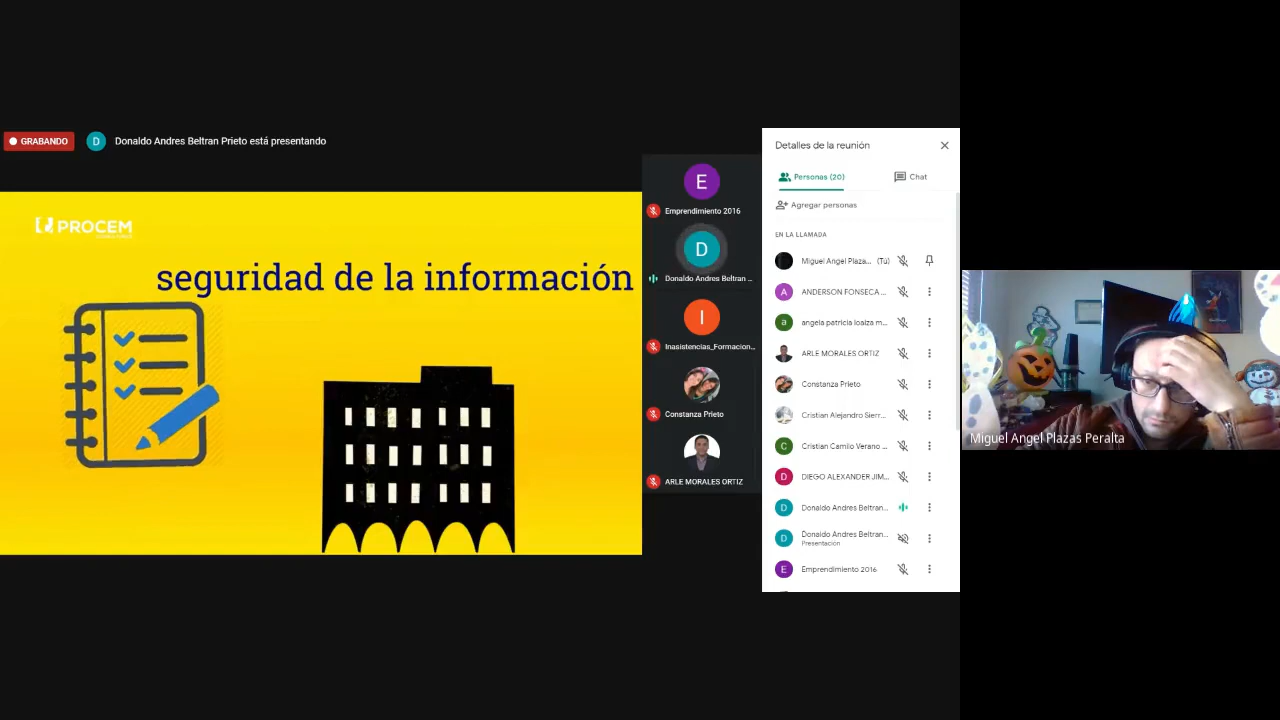 GRABANDO
D
Donaldo Andres Beltran Prieto está presentando
PROCEM
seguridad de la información
E
Emprendimiento 2016
D
Donaldo Andres Beltran ...
I
Inasistencias_Formacion...
Constanza Prieto
ARLE MORALES ORTIZ
Detalles de la reunión
Personas (20)
Chat
Agregar personas
EN LA LLAMADA
Miguel Angel Plaza... (Tú)
A
ANDERSON FONSECA ...
a
angela patricia loaiza m...
ARLE MORALES ORTIZ
Constanza Prieto
Cristian Alejandro Sierr...
C
Cristian Camilo Verano ...
D
DIEGO ALEXANDER JIM...
D
Donaldo Andres Beltran...
D
Donaldo Andres Beltran...
Presentación
E
Emprendimiento 2016
Miguel Angel Plazas Peralta